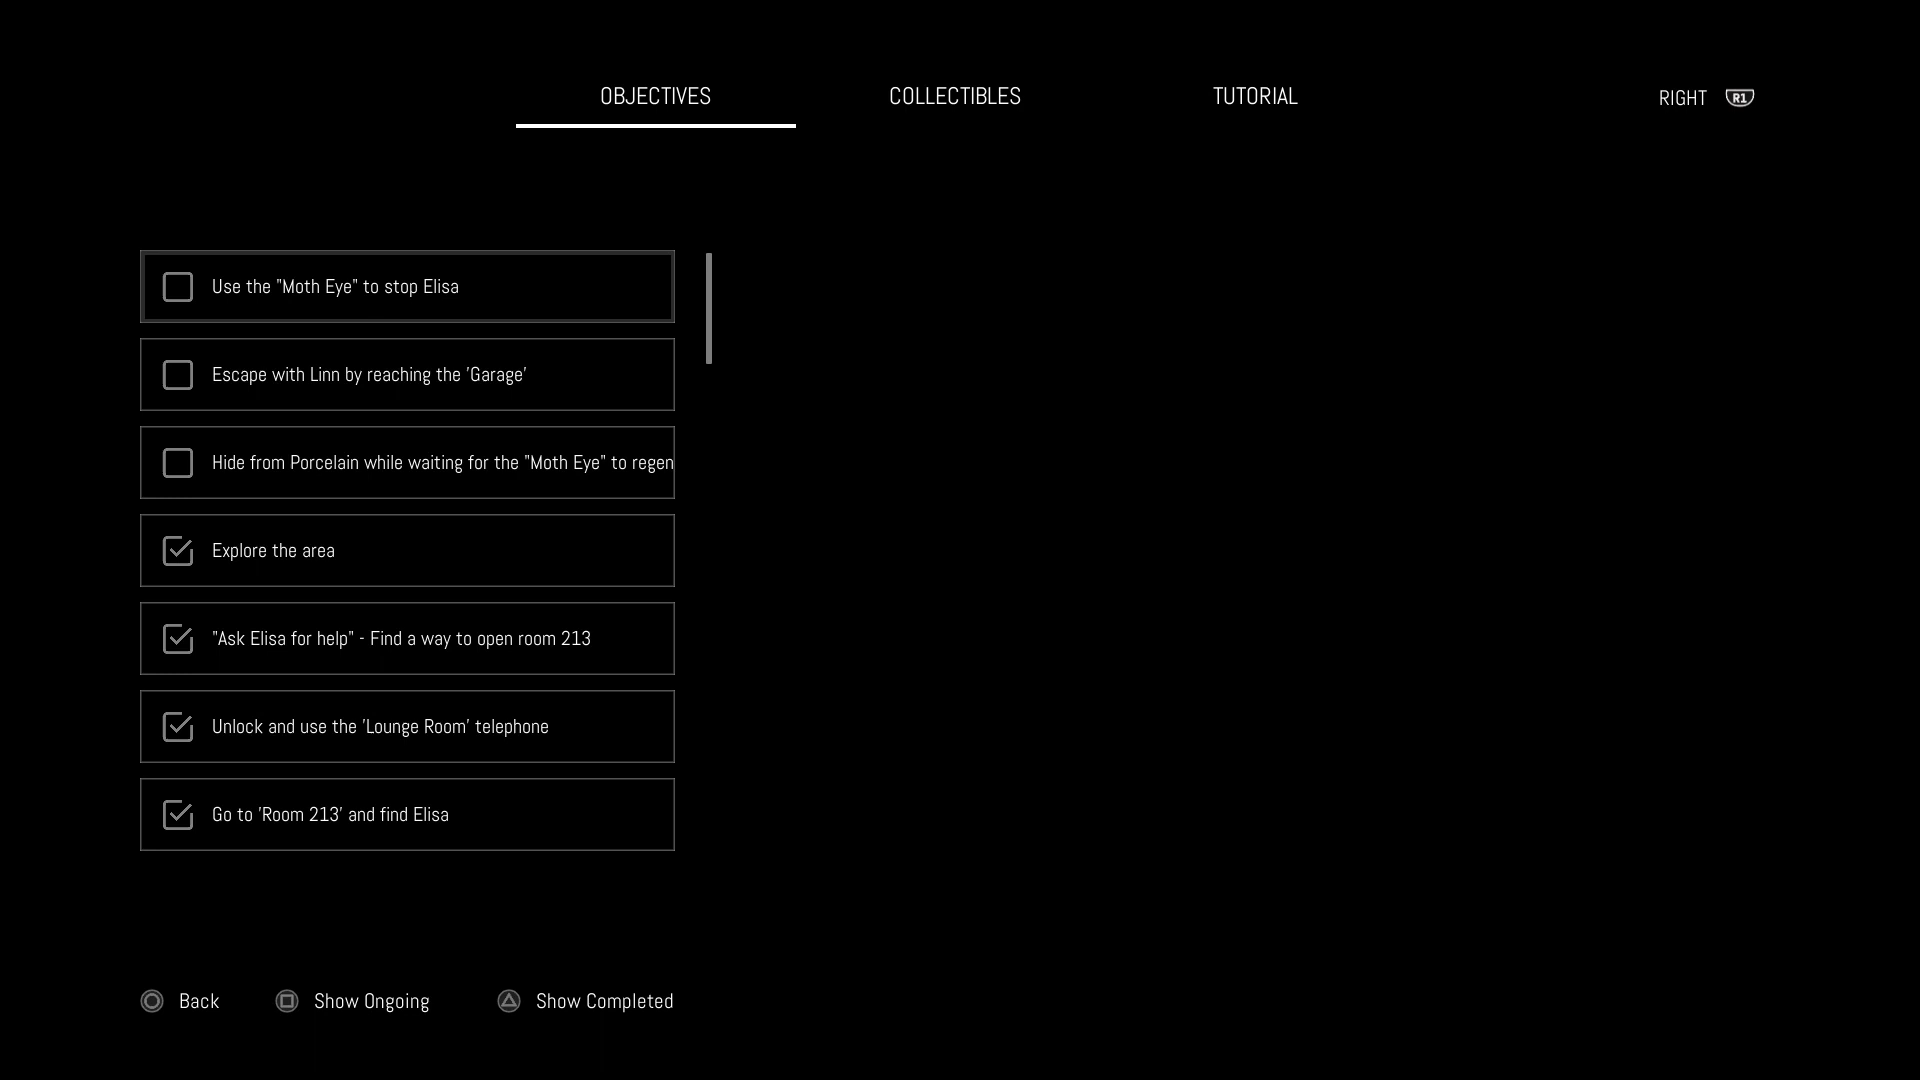 OBJECTIVES
COLLECTIBLES
TUTORIAL
RIGHT R1
Use the "Moth Eye" to stop Elisa
Escape with Linn by reaching the 'Garage'
Hide from Porcelain while waiting for the "Moth Eye" to regen
Explore the area
"Ask Elisa for help" - Find a way to open room 213
Unlock and use the 'Lounge Room' telephone
Go to 'Room 213' and find Elisa
Back
Show Ongoing
Show Completed